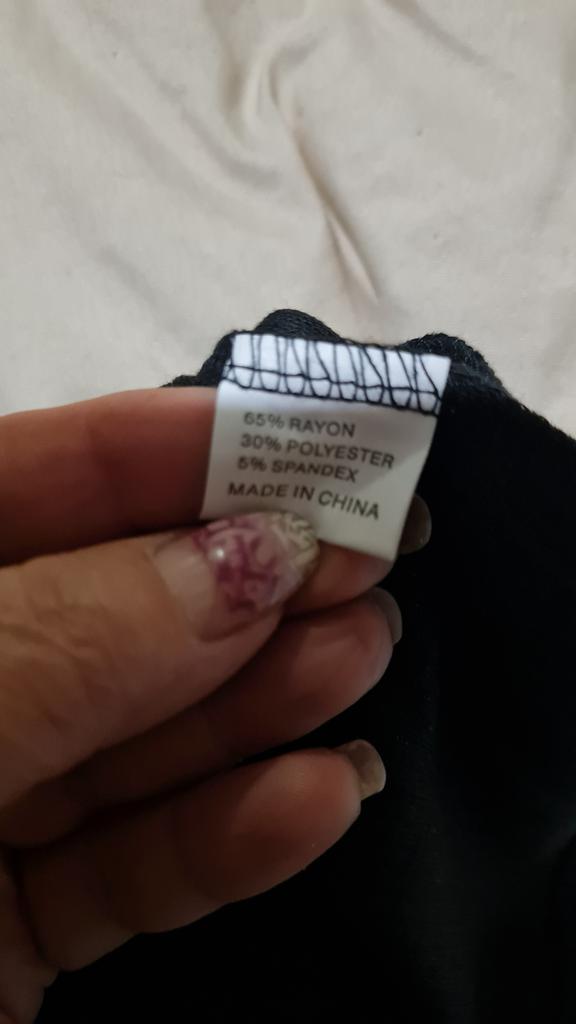 65% RAYON
30% POLYESTER
5% SPANDEX
MADE IN CHINA